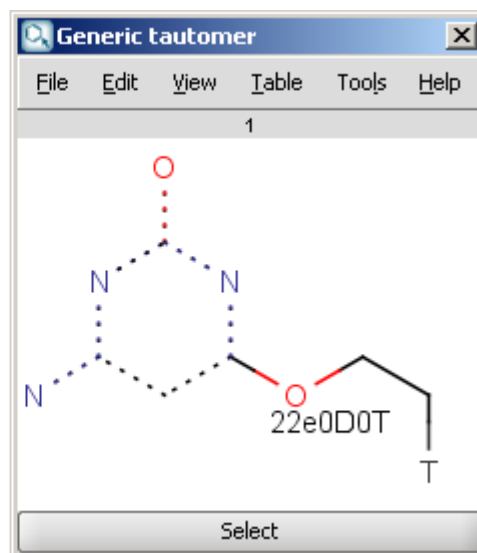 Generic tautomer
File Edit View Table Tools Help
1
O
N N
O
N
22e0D0T
T
Select